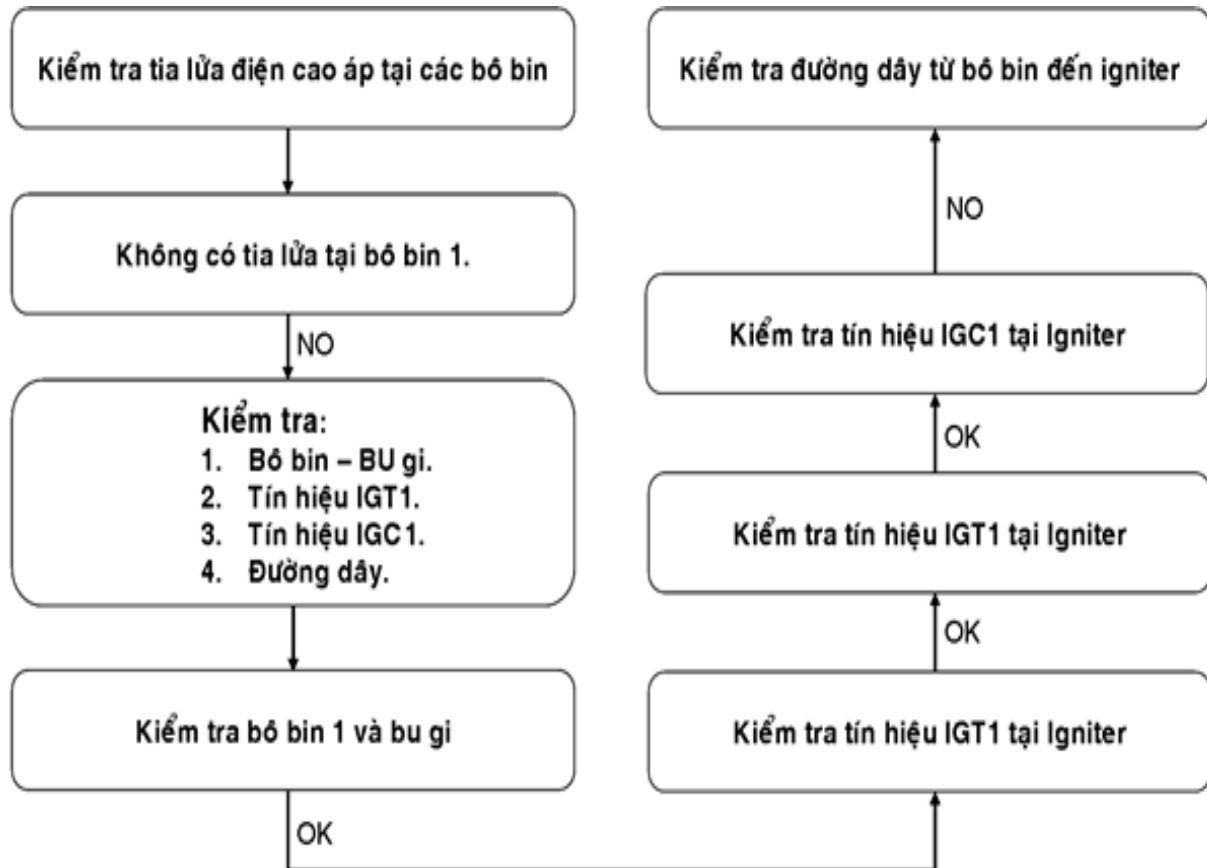 Kiểm tra tia lửa điện cao áp tại các bô bin
Không có tia lửa tại bô bin 1.
NO
Kiểm tra:
1. Bô bin – BU gi.
2. Tín hiệu IGT1.
3. Tín hiệu IGC1.
4. Đường dây.
Kiểm tra bô bin 1 và bu gi
OK
Kiểm tra tín hiệu IGT1 tại Igniter
OK
Kiểm tra tín hiệu IGT1 tại Igniter
OK
Kiểm tra tín hiệu IGC1 tại Igniter
NO
Kiểm tra đường dây từ bô bin đến igniter